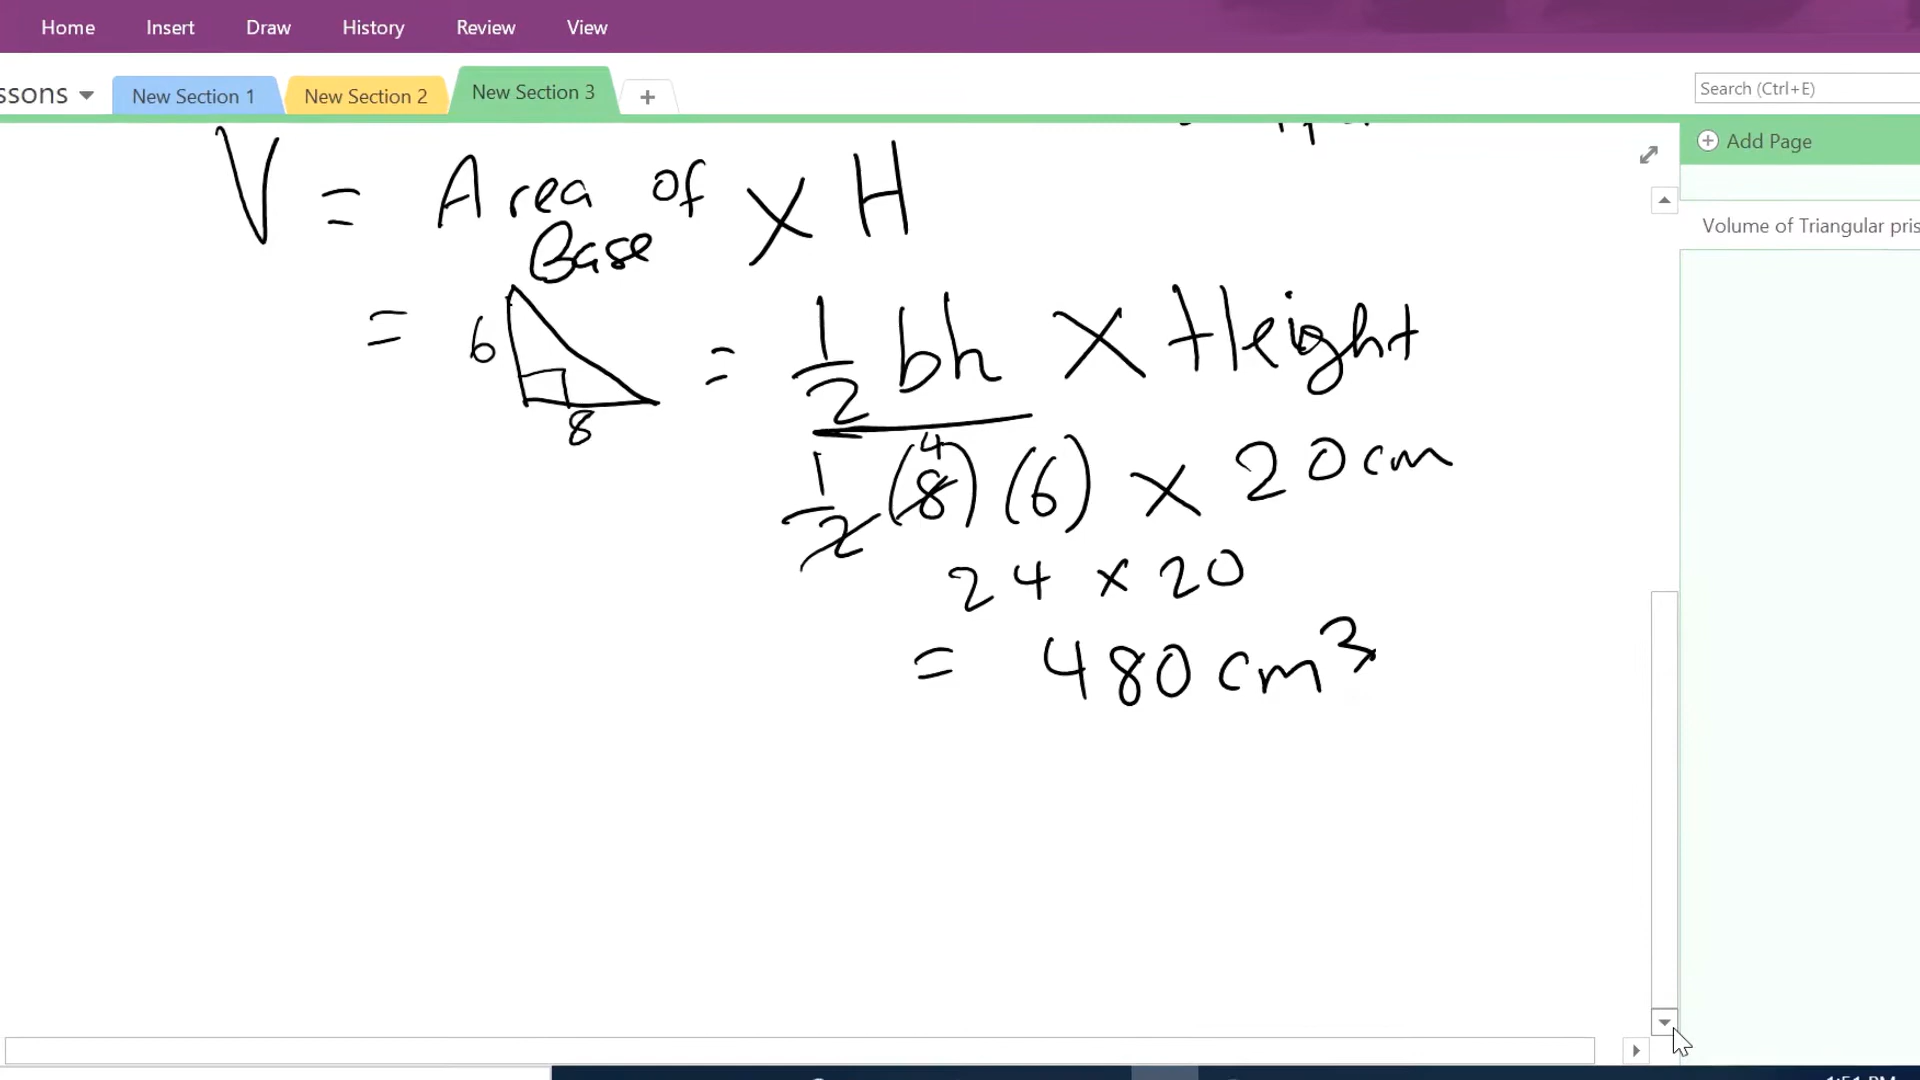 Home Insert Draw History Review View
ssons New Section 1 New Section 2 New Section 3 +
Search (Ctrl+E)
Add Page
Volume of Triangular pris
V = Area of Base × H
= 6 8 = 1/2 bh × Height
1/2 (8) 4 (6) × 20 cm
24 × 20
= 480 cm³